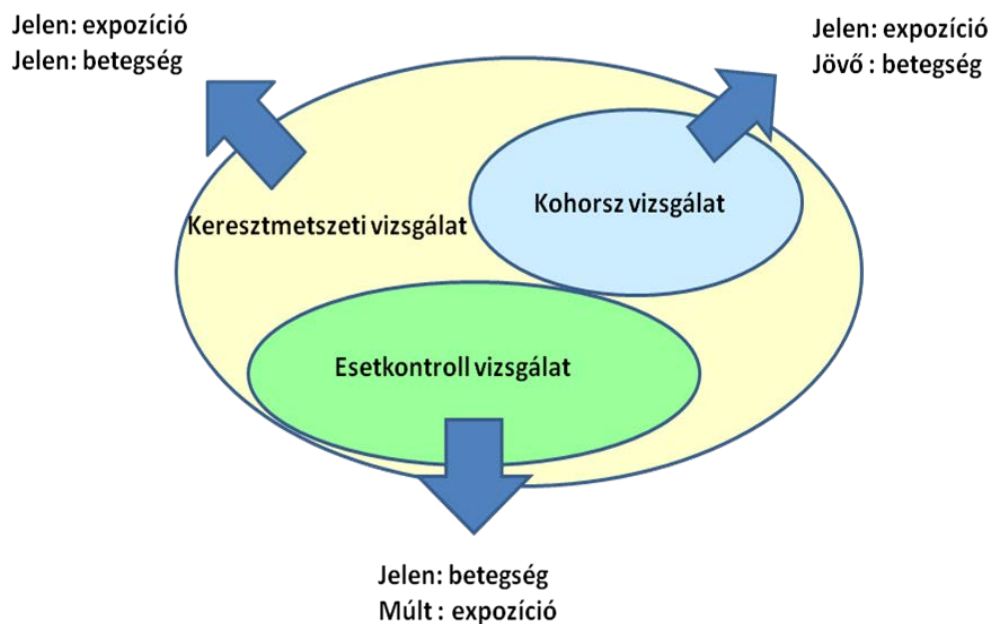 Jelen: expozíció
Jelen: betegség
Jelen: expozíció
Jövő : betegség
Kohorsz vizsgálat
Keresztmetszeti vizsgálat
Esetkontroll vizsgálat
Jelen: betegség
Múlt : expozíció